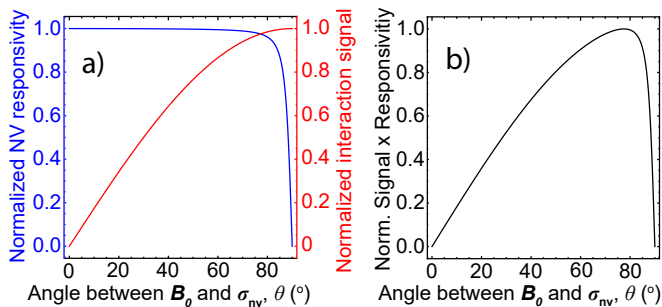 a)
Normalized NV responsivity
1.0
0.8
0.6
0.4
0.2
0.0
0 20 40 60 80
1.0
0.8
0.6
0.4
0.2
0
Normalized interaction signal
Angle between B₀ and σₙᵥ, θ (°)
b)
Norm. Signal x Responsitivity
1.0
0.8
0.6
0.4
0.2
0.0
0 20 40 60 80
Angle between B₀ and σₙᵥ, θ (°)